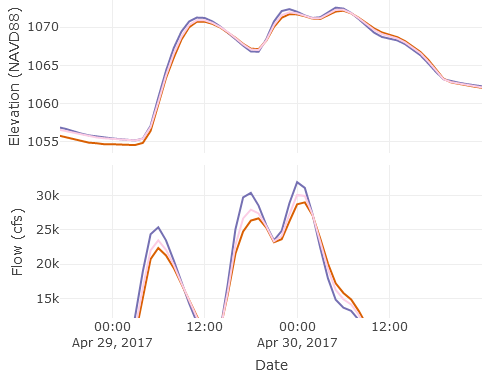 Elevation (NAVD88)
1070
1065
1060
1055
Flow (cfs)
30k
25k
20k
15k
00:00 12:00 00:00 12:00
Apr 29, 2017 Apr 30, 2017
Date